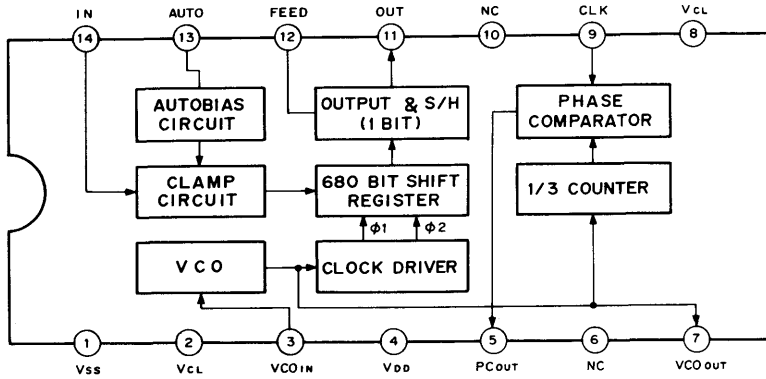 IN AUTO FEED OUT NC CLK VCL
14 13 12 11 10 9 8
AUTOBIAS
CIRCUIT
OUTPUT & S/H
(1 BIT)
PHASE
COMPARATOR
CLAMP
CIRCUIT
680 BIT SHIFT
REGISTER
1/3 COUNTER
φ1 φ2
VCO
CLOCK DRIVER
1 2 3 4 5 6 7
VSS VCL VCOIN VDD PCOUT NC VCOOUT